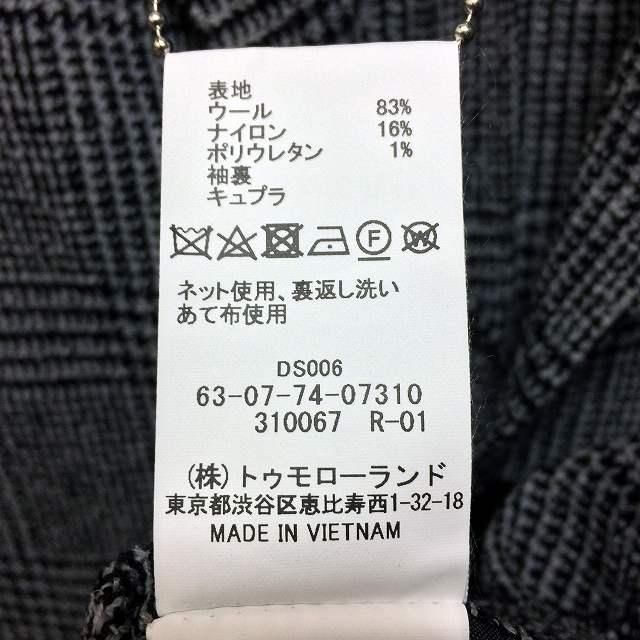 表地
ウール 83%
ナイロン 16%
ポリウレタン 1%
袖裏
キュプラ
F W
ネット使用、裏返し洗い
あて布使用
DS006
63-07-74-07310
310067 R-01
(株)トゥモローランド
東京都渋谷区恵比寿西1-32-18
MADE IN VIETNAM